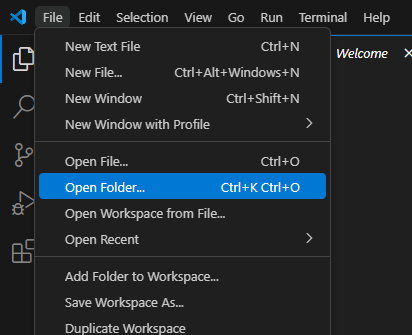 File Edit Selection View Go Run Terminal Help
Welcome
New Text File Ctrl+N
New File... Ctrl+Alt+Windows+N
New Window Ctrl+Shift+N
New Window with Profile
Open File... Ctrl+O
Open Folder... Ctrl+K Ctrl+O
Open Workspace from File...
Open Recent
Add Folder to Workspace...
Save Workspace As...
Duplicate Workspace